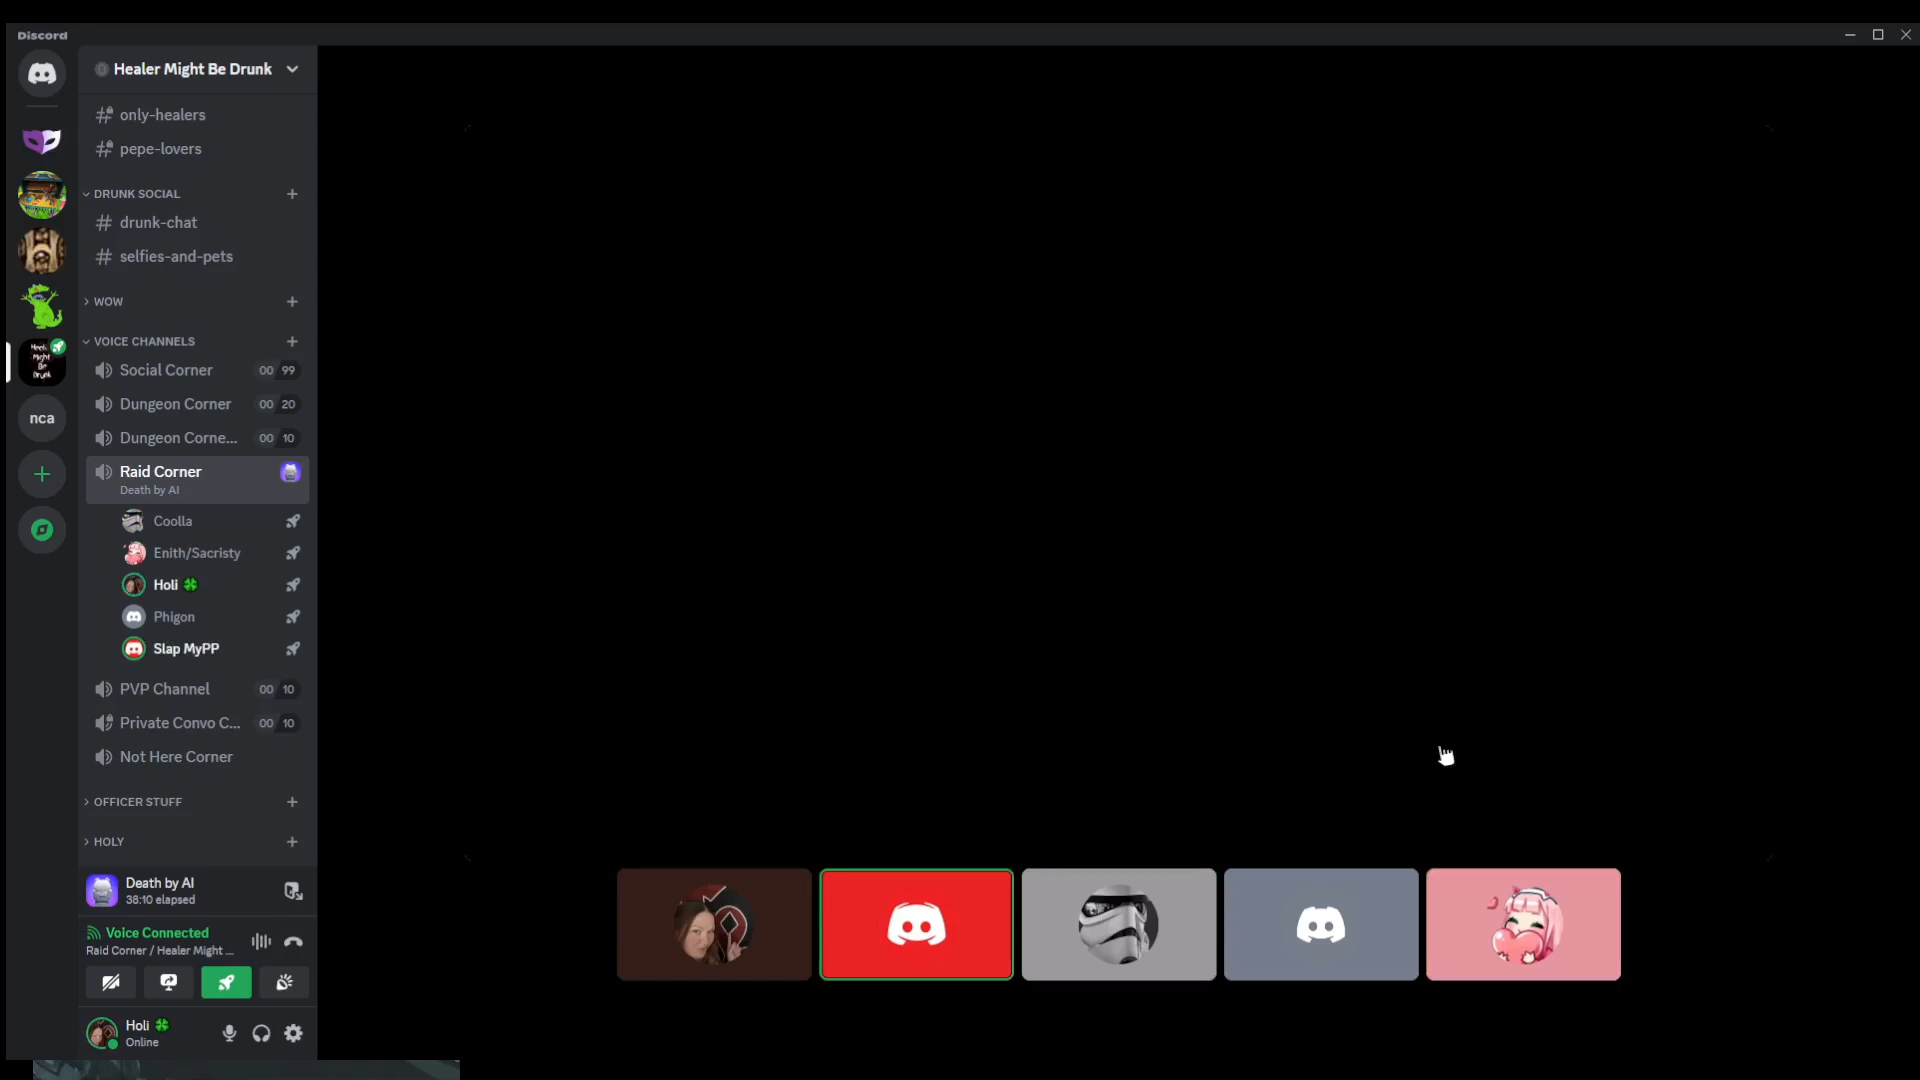 Discord
Healer Might Be Drunk
only-healers
pepe-lovers
DRUNK SOCIAL
drunk-chat
selfies-and-pets
WOW
VOICE CHANNELS
Social Corner 00 99
Dungeon Corner 00 20
Dungeon Corne... 00 10
Raid Corner
Death by AI
Coolla
Enith/Sacristy
Holi
Phigon
Slap MyPP
PVP Channel 00 10
Private Convo C... 00 10
Not Here Corner
OFFICER STUFF
HOLY
Death by AI
38:10 elapsed
Voice Connected
Raid Corner / Healer Might ...
Holi
Online
Might
Be
Drunk
nca